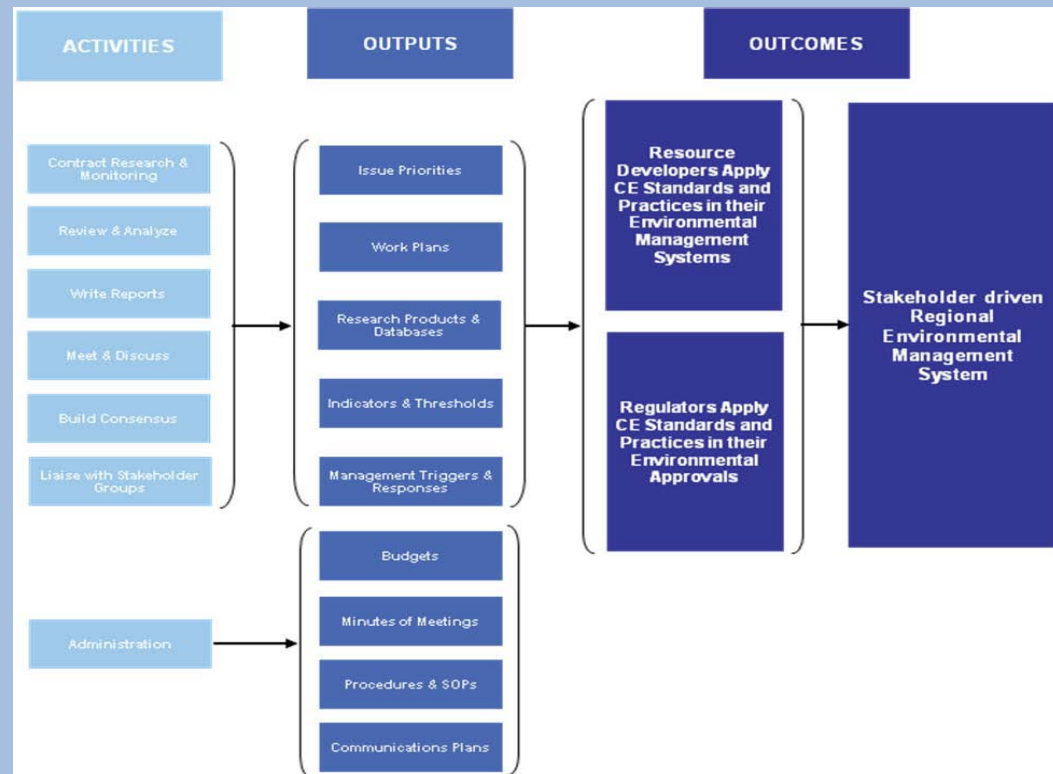 ACTIVITIES
OUTPUTS
OUTCOMES
Contract Research &
Monitoring
Review & Analyze
Write Reports
Meet & Discuss
Build Consensus
Liaise with Stakeholder
Groups
Administration
Issue Priorities
Work Plans
Research Products &
Databases
Indicators & Thresholds
Management Triggers &
Responses
Budgets
Minutes of Meetings
Procedures & SOPs
Communications Plans
Resource
Developers Apply
CE Standards and
Practices in their
Environmental
Management
Systems
Regulators Apply
CE Standards and
Practices in their
Environmental
Approvals
Stakeholder driven
Regional
Environmental
Management
System